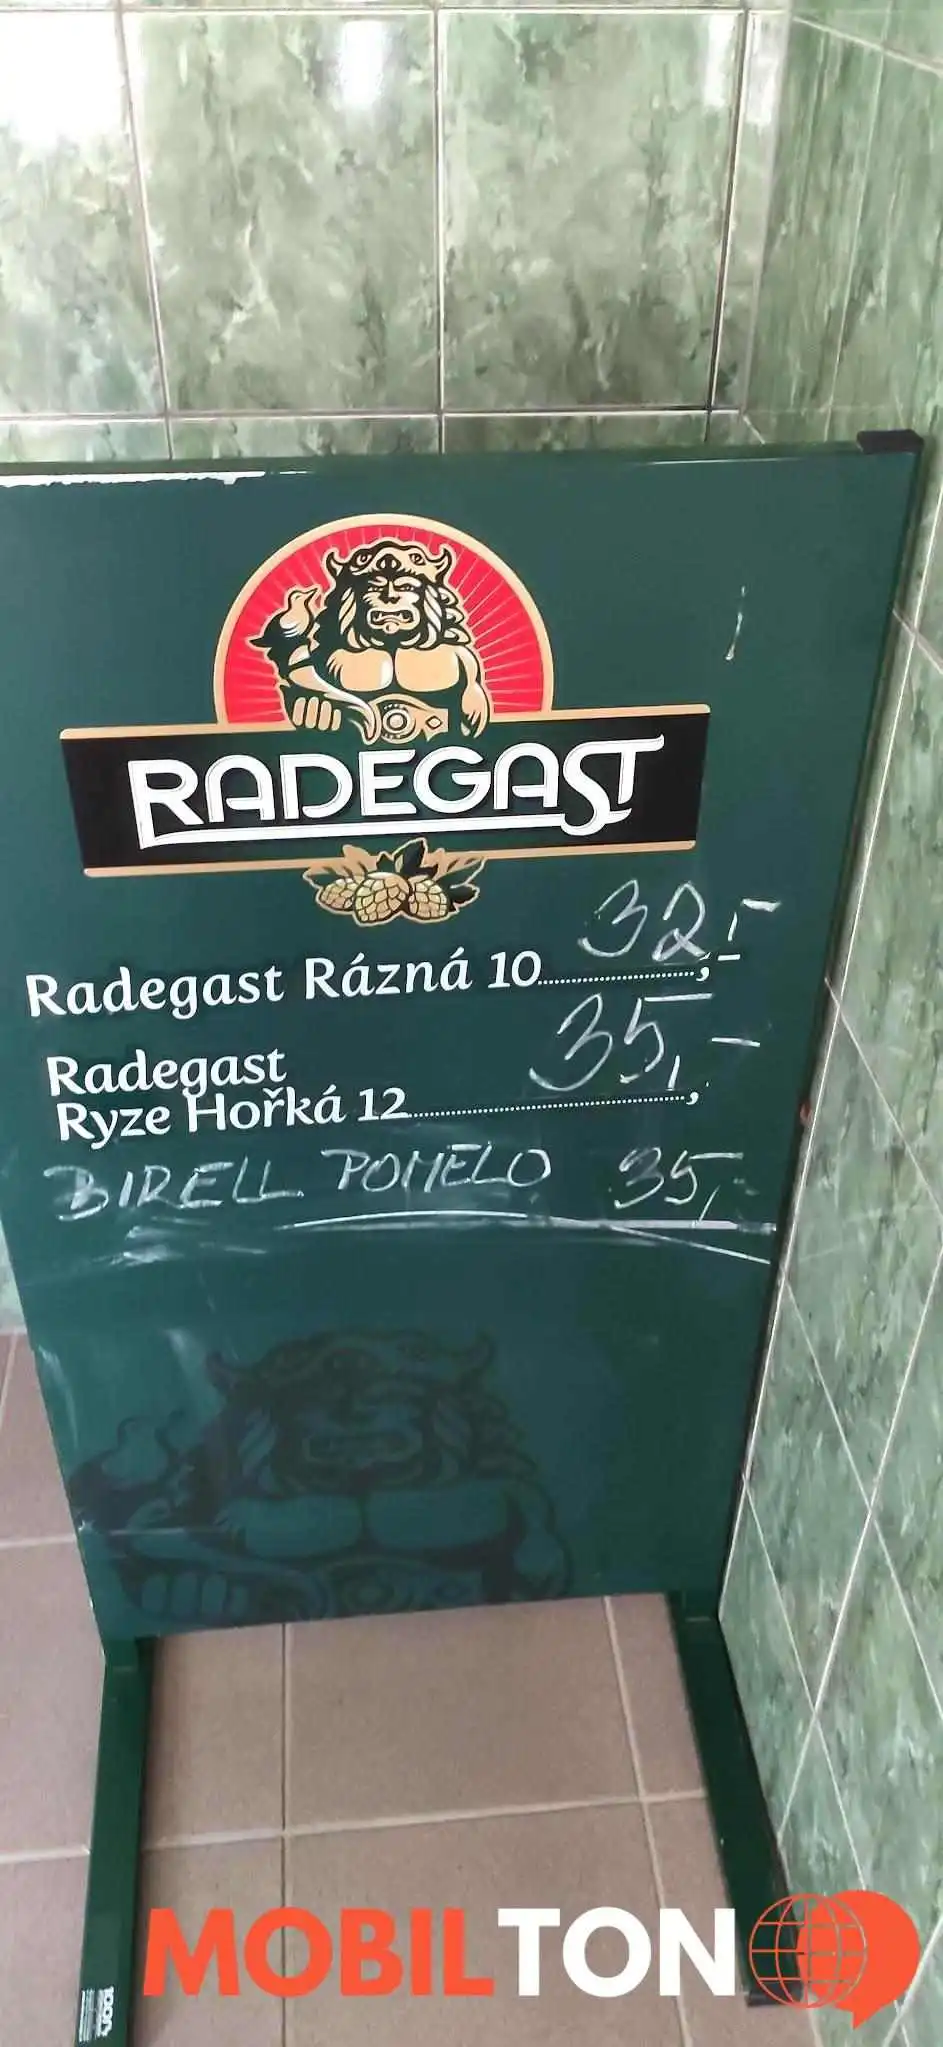 RADEGAST
Radegast Rázná 10........................,- 32,-
Radegast
Ryze Hořká 12........................................, 35,-
BIRELL POMELO 35,-
MOBILTON